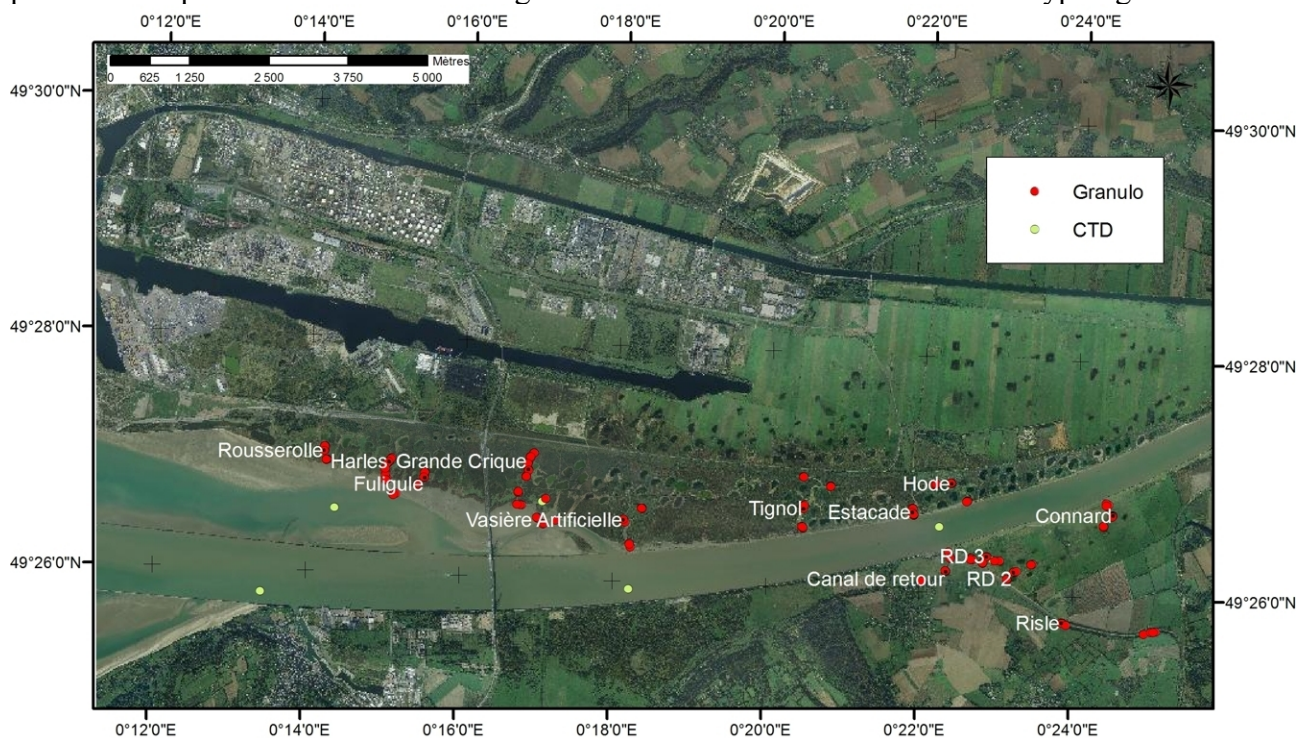 0°12'0"E 0°14'0"E 0°16'0"E 0°18'0"E 0°20'0"E 0°22'0"E 0°24'0"E
Mètres
0 625 1 250 2 500 3 750 5 000
49°30'0"N
49°30'0"N
Granulo
CTD
49°28'0"N
49°28'0"N
Rousserolle
Harles Grande Crique
Fuligule
Hode
Tignol
Estacade
Vasière Artificielle
Connard
49°26'0"N
RD 3
Canal de retour
RD 2
49°26'0"N
Risle
0°12'0"E 0°14'0"E 0°16'0"E 0°18'0"E 0°20'0"E 0°22'0"E 0°24'0"E